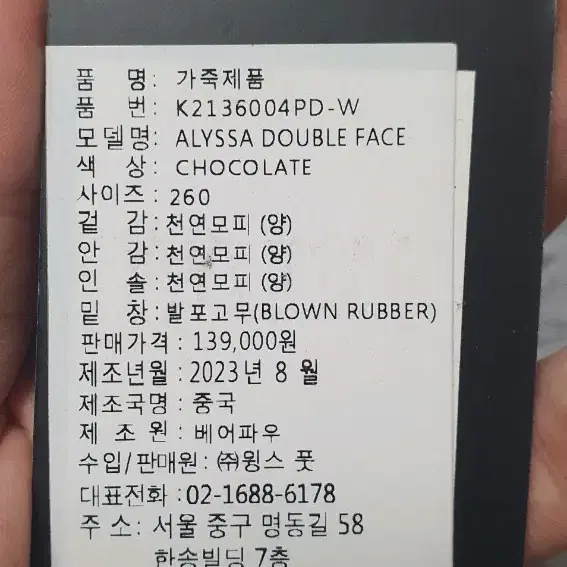 품 명: 가죽제품
품 번: K2136004PD-W
모델명: ALYSSA DOUBLE FACE
색 상: CHOCOLATE
사이즈: 260
겉 감: 천연모피 (양)
안 감: 천연모피 (양)
인 솔: 천연모피 (양)
밑 창: 발포고무(BLOWN RUBBER)
판매가격: 139,000원
제조년월: 2023년 8 월
제조국명: 중국
제 조 원: 베어파우
수입/판매원: ㈜윙스 풋
대표전화: 02-1688-6178
주 소: 서울 중구 명동길 58
한송빌딩 7층